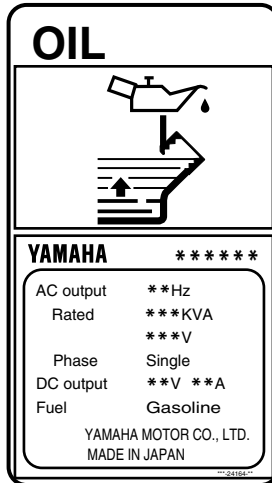 OIL
YAMAHA ******
AC output **Hz
Rated ***KVA
***V
Phase Single
DC output **V **A
Fuel Gasoline
YAMAHA MOTOR CO., LTD.
MADE IN JAPAN
***-24164-**